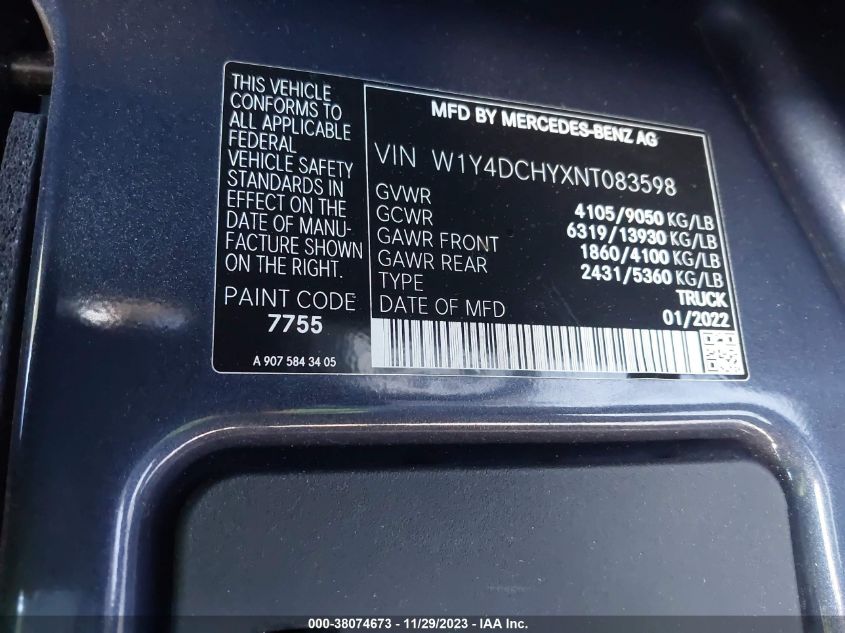 THIS VEHICLE
CONFORMS TO
ALL APPLICABLE
FEDERAL
VEHICLE SAFETY
STANDARDS IN
EFFECT ON THE
DATE OF MANU-
FACTURE SHOWN
ON THE RIGHT.
PAINT CODE
7755
A 907 584 34 05
MFD BY MERCEDES-BENZ AG
VIN W1Y4DCHYXNT083598
GVWR 4105/9050 KG/LB
GCWR 6319/13930 KG/LB
GAWR FRONT 1860/4100 KG/LB
GAWR REAR 2431/5360 KG/LB
TYPE TRUCK
DATE OF MFD 01/2022
000-38074673 — 11/29/2023 — IAA Inc.